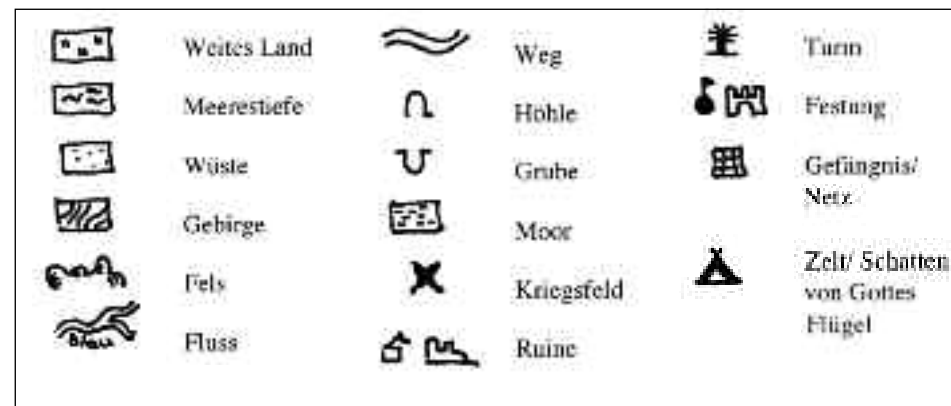 Weites Land
Meerestiefe
Wüste
Gebirge
Fels
Blau
Fluss
Weg
Höhle
Grube
Moor
Kriegsfeld
Ruine
Turm
Festung
Gefängnis/
Netz
Zelt/ Schatten
von Gottes
Flügel